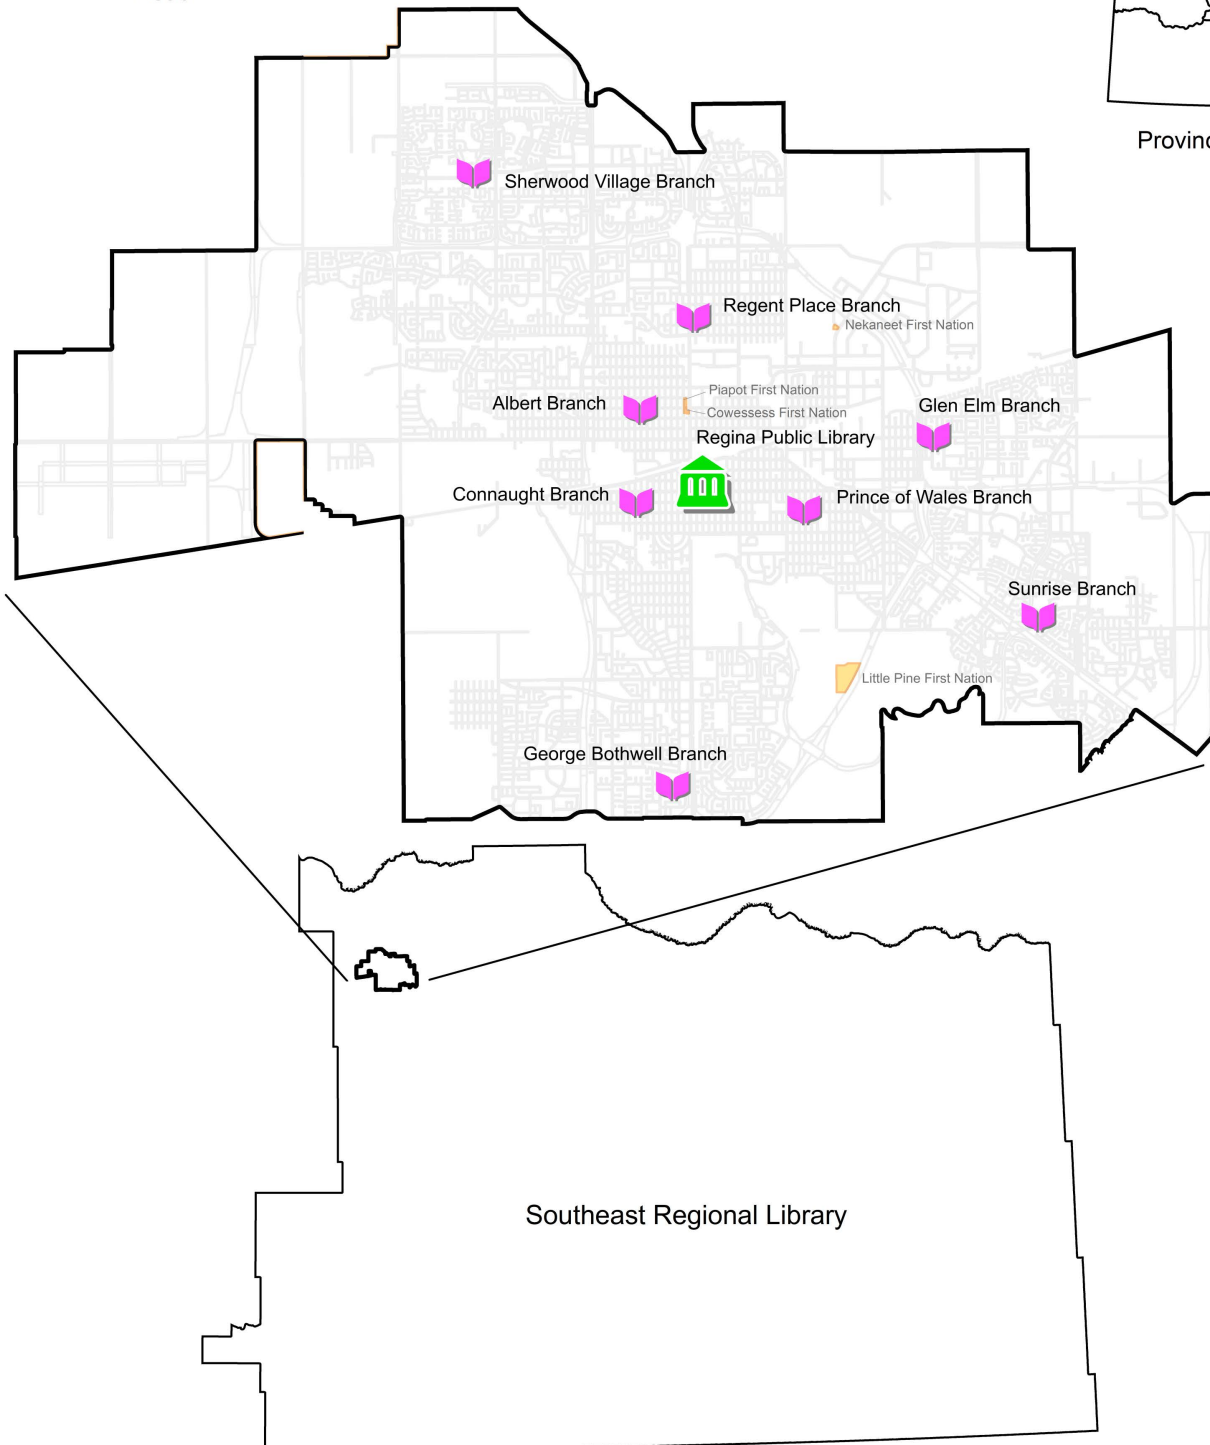 Provinc
Sherwood Village Branch
Regent Place Branch
Nekaneet First Nation
Piapot First Nation
Albert Branch
Glen Elm Branch
Cowessess First Nation
Regina Public Library
Connaught Branch
Prince of Wales Branch
Sunrise Branch
Little Pine First Nation
George Bothwell Branch
Southeast Regional Library